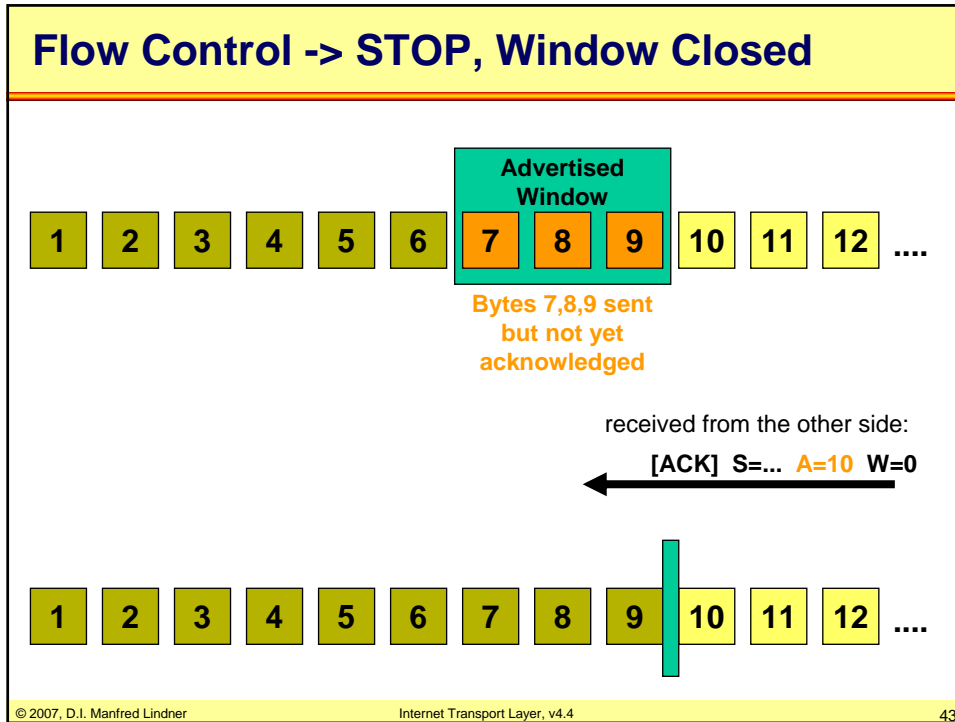 Flow Control -> STOP, Window Closed
Advertised
Window
1 2 3 4 5 6 7 8 9 10 11 12 ....
Bytes 7,8,9 sent
but not yet
acknowledged
received from the other side:
[ACK] S=... A=10 W=0
1 2 3 4 5 6 7 8 9 10 11 12 ....
© 2007, D.I. Manfred Lindner Internet Transport Layer, v4.4 43